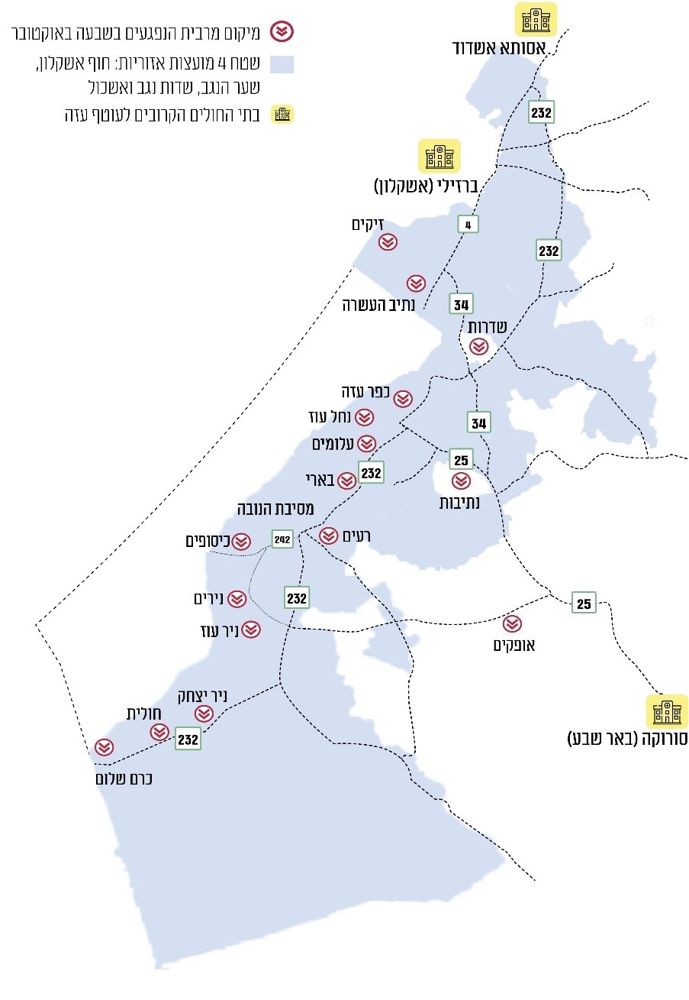 מיקום מרבית הנפגעים בשבעה באוקטובר
שטח 4 מועצות אזוריות: חוף אשקלון,
שער הנגב, שדות נגב ואשכול
בתי החולים הקרובים לעוטף עזה
אסותא אשדוד
232
ברזילי (אשקלון)
זיקים
4
232
נתיב העשרה
34
שדרות
כפר עזה
נחל עוז
34
עלומים
25
232
בארי
נתיבות
מסיבת הנובה
רעים
242
כיסופים
נירים
232
25
ניר עוז
אופקים
ניר יצחק
חולית
232
סורוקה (באר שבע)
כרם שלום